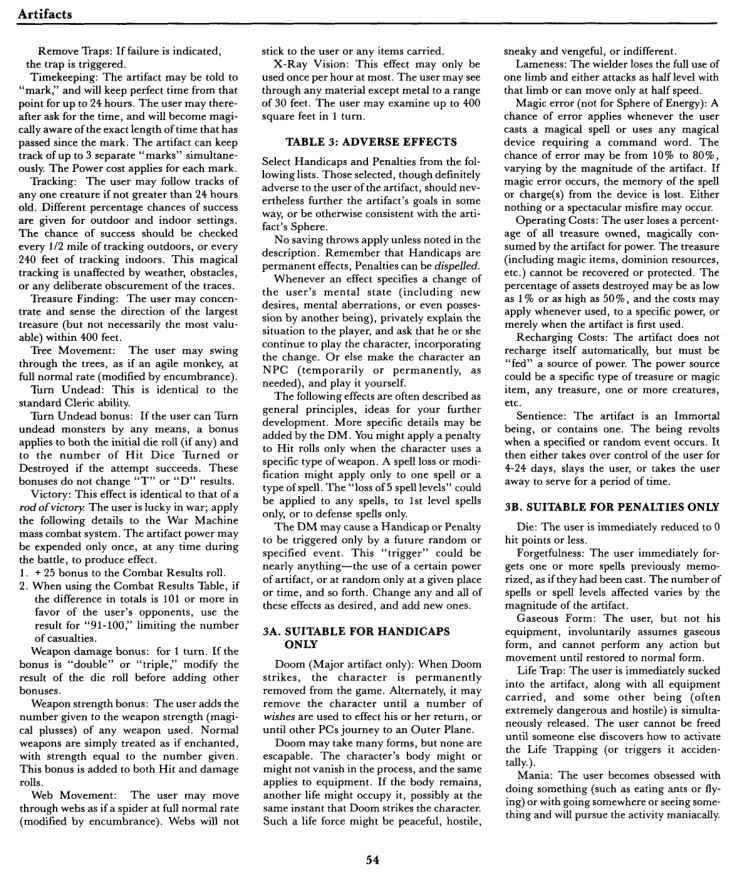 Artifacts
Remove Traps: If failure is indicated,
the trap is triggered.
Timekeeping: The artifact may be told to
“mark,” and will keep perfect time from that
point for up to 24 hours. The user may there-
after ask for the time, and will become magi-
cally aware of the exact length of time that has
passed since the mark. The artifact can keep
track of up to 3 separate “marks” simultane-
ously. The Power cost applies for each mark.
Tracking: The user may follow tracks of
any one creature if not greater than 24 hours
old. Different percentage chances of success
are given for outdoor and indoor settings.
The chance of success should be checked
every 1/2 mile of tracking outdoors, or every
240 feet of tracking indoors. This magical
tracking is unaffected by weather, obstacles,
or any deliberate obscurement of the traces.
Treasure Finding: The user may concen-
trate and sense the direction of the largest
treasure (but not necessarily the most valu-
able) within 400 feet.
Tree Movement: The user may swing
through the trees, as if an agile monkey, at
full normal rate (modified by encumbrance).
Turn Undead: This is identical to the
standard Cleric ability.
Turn Undead bonus: If the user can Turn
undead monsters by any means, a bonus
applies to both the initial die roll (if any) and
to the number of Hit Dice Turned or
Destroyed if the attempt succeeds. These
bonuses do not change “T” or “D” results.
Victory: This effect is identical to that of a
rod of victory. The user is lucky in war; apply
the following details to the War Machine
mass combat system. The artifact power may
be expended only once, at any time during
the battle, to produce effect.
1. + 25 bonus to the Combat Results roll.
2. When using the Combat Results Table, if
the difference in totals is 101 or more in
favor of the user’s opponents, use the
result for “91-100,” limiting the number
of casualties.
Weapon damage bonus: for 1 turn. If the
bonus is “double” or “triple,” modify the
result of the die roll before adding other
bonuses.
Weapon strength bonus: The user adds the
number given to the weapon strength (magi-
cal plusses) of any weapon used. Normal
weapons are simply treated as if enchanted,
with strength equal to the number given.
This bonus is added to both Hit and damage
rolls.
Web Movement: The user may move
through webs as if a spider at full normal rate
(modified by encumbrance). Webs will not
stick to the user or any items carried.
X-Ray Vision: This effect may only be
used once per hour at most. The user may see
through any material except metal to a range
of 30 feet. The user may examine up to 400
square feet in 1 turn.
TABLE 3: ADVERSE EFFECTS
Select Handicaps and Penalties from the fol-
lowing lists. Those selected, though definitely
adverse to the user of the artifact, should nev-
ertheless further the artifact’s goals in some
way, or be otherwise consistent with the arti-
fact’s Sphere.
No saving throws apply unless noted in the
description. Remember that Handicaps are
permanent effects, Penalties can be dispelled.
Whenever an effect specifies a change of
the user’s mental state (including new
desires, mental aberrations, or even posses-
sion by another being), privately explain the
situation to the player, and ask that he or she
continue to play the character, incorporating
the change. Or else make the character an
NPC (temporarily or permanently, as
needed), and play it yourself.
The following effects are often described as
general principles, ideas for your further
development. More specific details may be
added by the DM. You might apply a penalty
to Hit rolls only when the character uses a
specific type of weapon. A spell loss or modi-
fication might apply only to one spell or a
type of spell. The “loss of 5 spell levels” could
be applied to any spells, to 1st level spells
only, or to defense spells only.
The DM may cause a Handicap or Penalty
to be triggered only by a future random or
specified event. This “trigger” could be
nearly anything—the use of a certain power
of artifact, or at random only at a given place
or time, and so forth. Change any and all of
these effects as desired, and add new ones.
3A. SUITABLE FOR HANDICAPS
ONLY
Doom (Major artifact only): When Doom
strikes, the character is permanently
removed from the game. Alternately, it may
remove the character until a number of
wishes are used to effect his or her return, or
until other PCs journey to an Outer Plane.
Doom may take many forms, but none are
escapable. The character’s body might or
might not vanish in the process, and the same
applies to equipment. If the body remains,
another life might occupy it, possibly at the
same instant that Doom strikes the character.
Such a life force might be peaceful, hostile,
sneaky and vengeful, or indifferent.
Lameness: The wielder loses the full use of
one limb and either attacks as half level with
that limb or can move only at half speed.
Magic error (not for Sphere of Energy): A
chance of error applies whenever the user
casts a magical spell or uses any magical
device requiring a command word. The
chance of error may be from 10% to 80%,
varying by the magnitude of the artifact. If
magic error occurs, the memory of the spell
or charge(s) from the device is lost. Either
nothing or a spectacular misfire may occur.
Operating Costs: The user loses a percent-
age of all treasure owned, magically con-
sumed by the artifact for power. The treasure
(including magic items, dominion resources,
etc.) cannot be recovered or protected. The
percentage of assets destroyed may be as low
as 1% or as high as 50%, and the costs may
apply whenever used, to a specific power, or
merely when the artifact is first used.
Recharging Costs: The artifact does not
recharge itself automatically, but must be
“fed” a source of power. The power source
could be a specific type of treasure or magic
item, any treasure, one or more creatures,
etc.
Sentience: The artifact is an Immortal
being, or contains one. The being revolts
when a specified or random event occurs. It
then either takes over control of the user for
4-24 days, slays the user, or takes the user
away to serve for a period of time.
3B. SUITABLE FOR PENALTIES ONLY
Die: The user is immediately reduced to 0
hit points or less.
Forgetfulness: The user immediately for-
gets one or more spells previously memo-
rized, as if they had been cast. The number of
spells or spell levels affected varies by the
magnitude of the artifact.
Gaseous Form: The user, but not his
equipment, involuntarily assumes gaseous
form, and cannot perform any action but
movement until restored to normal form.
Life Trap: The user is immediately sucked
into the artifact, along with all equipment
carried, and some other being (often
extremely dangerous and hostile) is simulta-
neously released. The user cannot be freed
until someone else discovers how to activate
the Life Trapping (or triggers it acciden-
tally.).
Mania: The user becomes obsessed with
doing something (such as eating ants or fly-
ing) or with going somewhere or seeing some-
thing and will pursue the activity maniacally.
54